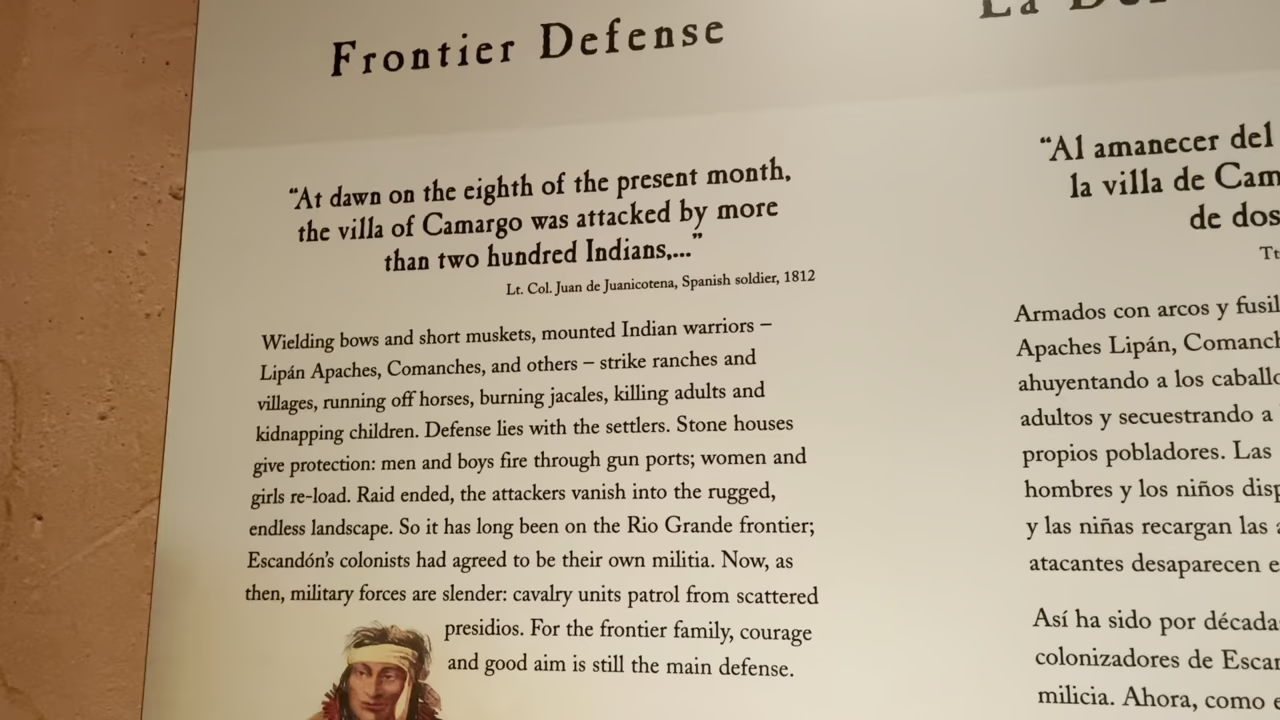 Frontier Defense
"At dawn on the eighth of the present month,
the villa of Camargo was attacked by more
than two hundred Indians,..."
Lt. Col. Juan de Juanicotena, Spanish soldier, 1812
Wielding bows and short muskets, mounted Indian warriors –
Lipán Apaches, Comanches, and others – strike ranches and
villages, running off horses, burning jacales, killing adults and
kidnapping children. Defense lies with the settlers. Stone houses
give protection: men and boys fire through gun ports; women and
girls re-load. Raid ended, the attackers vanish into the rugged,
endless landscape. So it has long been on the Rio Grande frontier;
Escandón's colonists had agreed to be their own militia. Now, as
then, military forces are slender: cavalry units patrol from scattered
presidios. For the frontier family, courage
and good aim is still the main defense.
La
"Al amanecer del
la villa de
de dos
Armados con arcos y
Apaches Lipán,
ahuyentando a los
adultos y secuestrando a
propios pobladores. Las
hombres y los niños
y las niñas recargan las
atacantes desaparecen
Así ha sido por
colonizadores de
milicia. Ahora, como